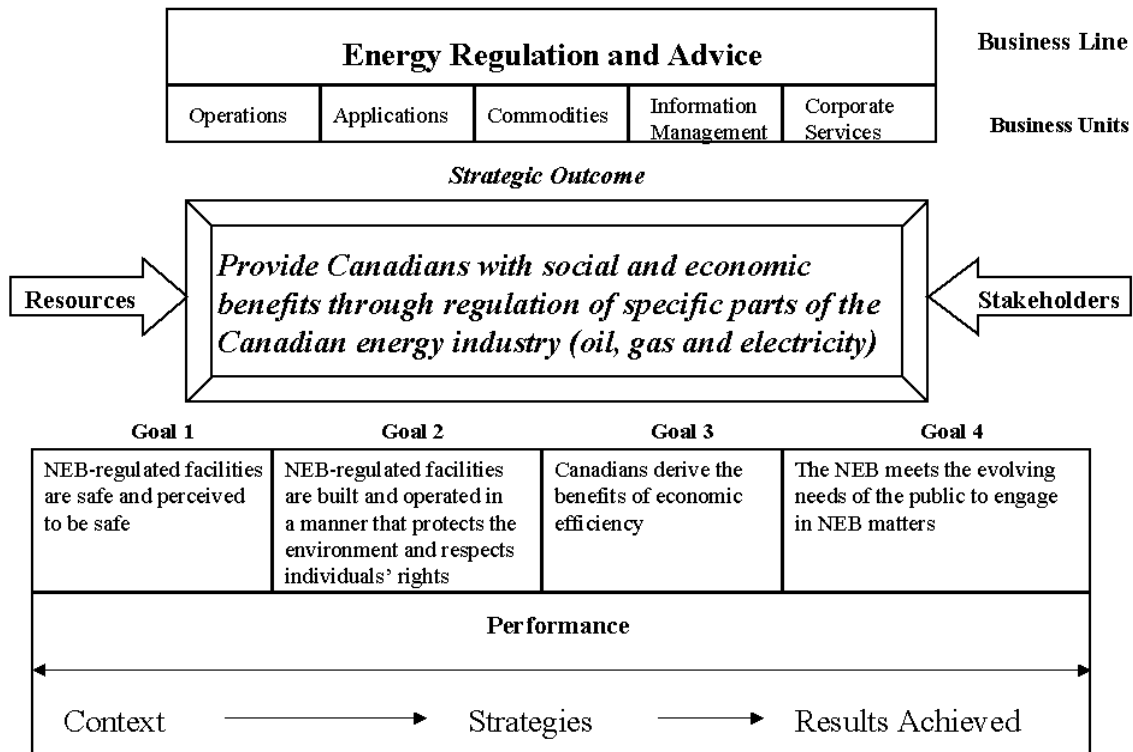 Energy Regulation and Advice
Business Line
Operations
Applications
Commodities
Information
Management
Corporate
Services
Business Units
Strategic Outcome
Provide Canadians with social and economic
benefits through regulation of specific parts of the
Canadian energy industry (oil, gas and electricity)
Resources
Stakeholders
Goal 1
Goal 2
Goal 3
Goal 4
NEB-regulated facilities
are safe and perceived
to be safe
NEB-regulated facilities
are built and operated in
a manner that protects the
environment and respects
individuals' rights
Canadians derive the
benefits of economic
efficiency
The NEB meets the evolving
needs of the public to engage
in NEB matters
Performance
Context
Strategies
Results Achieved